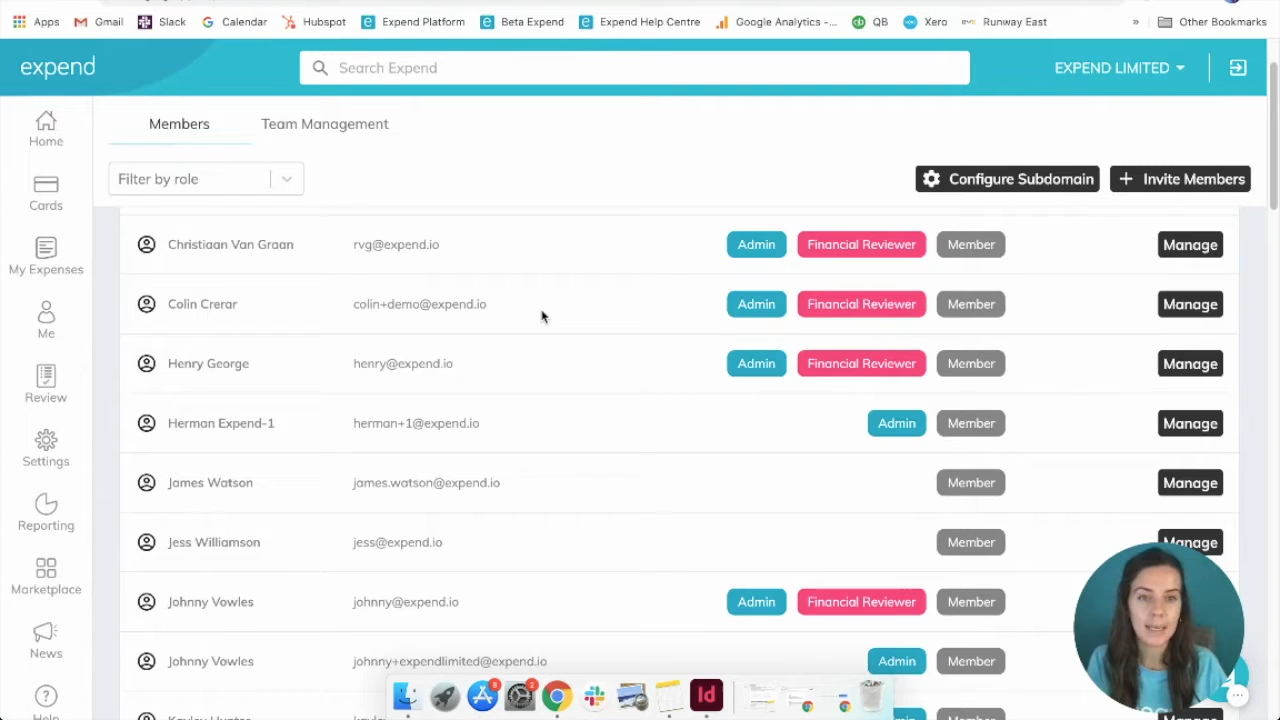 Apps Gmail Slack Calendar Hubspot Expend Platform Beta Expend Expend Help Centre Google Analytics -... QB Xero Runway East » Other Bookmarks
expend Search Expend EXPEND LIMITED
Home
Cards
My Expenses
Me
Review
Settings
Reporting
Marketplace
News
Help
Members Team Management
Filter by role Configure Subdomain + Invite Members
Christiaan Van Graan rvg@expend.io Admin Financial Reviewer Member Manage
Colin Crerar colin+demo@expend.io Admin Financial Reviewer Member Manage
Henry George henry@expend.io Admin Financial Reviewer Member Manage
Herman Expend-1 herman+1@expend.io Admin Member Manage
James Watson james.watson@expend.io Member Manage
Jess Williamson jess@expend.io Member Manage
Johnny Vowles johnny@expend.io Admin Financial Reviewer Member
Johnny Vowles johnny+expendlimited@expend.io Admin Member
Id